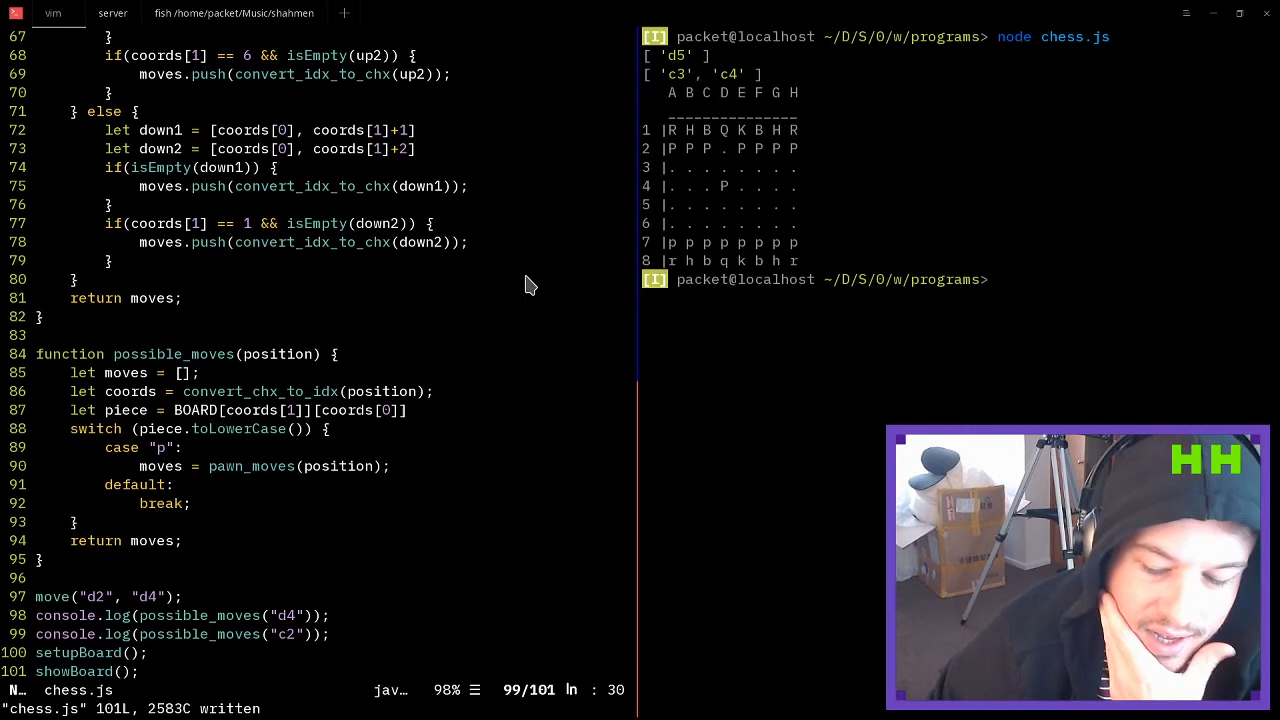 vim server fish /home/packet/Music/shahmen +
67         }
68         if(coords[1] == 6 && isEmpty(up2)) {
69             moves.push(convert_idx_to_chx(up2));
70         }
71     } else {
72         let down1 = [coords[0], coords[1]+1]
73         let down2 = [coords[0], coords[1]+2]
74         if(isEmpty(down1)) {
75             moves.push(convert_idx_to_chx(down1));
76         }
77         if(coords[1] == 1 && isEmpty(down2)) {
78             moves.push(convert_idx_to_chx(down2));
79         }
80     }
81     return moves;
82 }
83
84 function possible_moves(position) {
85     let moves = [];
86     let coords = convert_chx_to_idx(position);
87     let piece = BOARD[coords[1]][coords[0]]
88     switch (piece.toLowerCase()) {
89         case "p":
90             moves = pawn_moves(position);
91         default:
92             break;
93     }
94     return moves;
95 }
96
97 move("d2", "d4");
98 console.log(possible_moves("d4"));
99 console.log(possible_moves("c2"));
100 setupBoard();
101 showBoard();
N… chess.js jav… 98% ☰ 99/101 ln : 30
"chess.js" 101L, 2583C written
[I] packet@localhost ~/D/S/0/w/programs> node chess.js
[ 'd5' ]
[ 'c3', 'c4' ]
   A B C D E F G H
   _______________
1 |R H B Q K B H R
2 |P P P . P P P P
3 |. . . . . . . .
4 |. . . P . . . .
5 |. . . . . . . .
6 |. . . . . . . .
7 |p p p p p p p p
8 |r h b q k b h r
[I] packet@localhost ~/D/S/0/w/programs>
HH